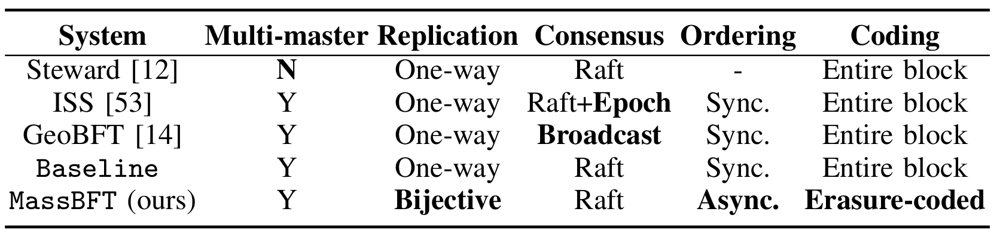 System Multi-master Replication Consensus Ordering Coding
Steward [12] N One-way Raft - Entire block
ISS [53] Y One-way Raft+Epoch Sync. Entire block
GeoBFT [14] Y One-way Broadcast Sync. Entire block
Baseline Y One-way Raft Sync. Entire block
MassBFT (ours) Y Bijective Raft Async. Erasure-coded